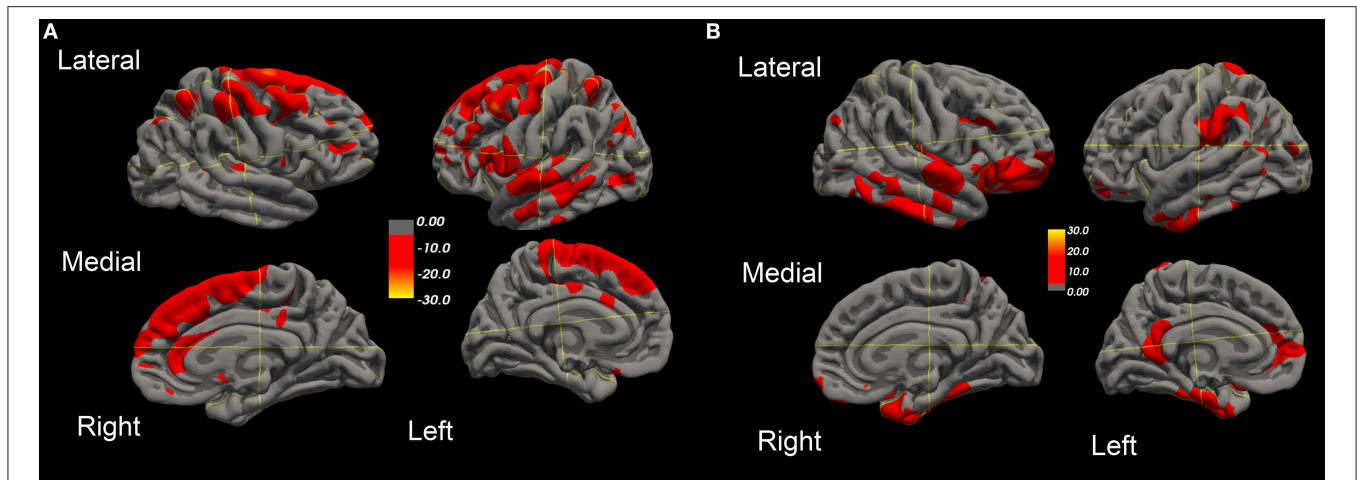 A
Lateral
0.00
-10.0
-20.0
-30.0
Medial
Right
Left
B
Lateral
30.0
20.0
10.0
0.00
Medial
Right
Left